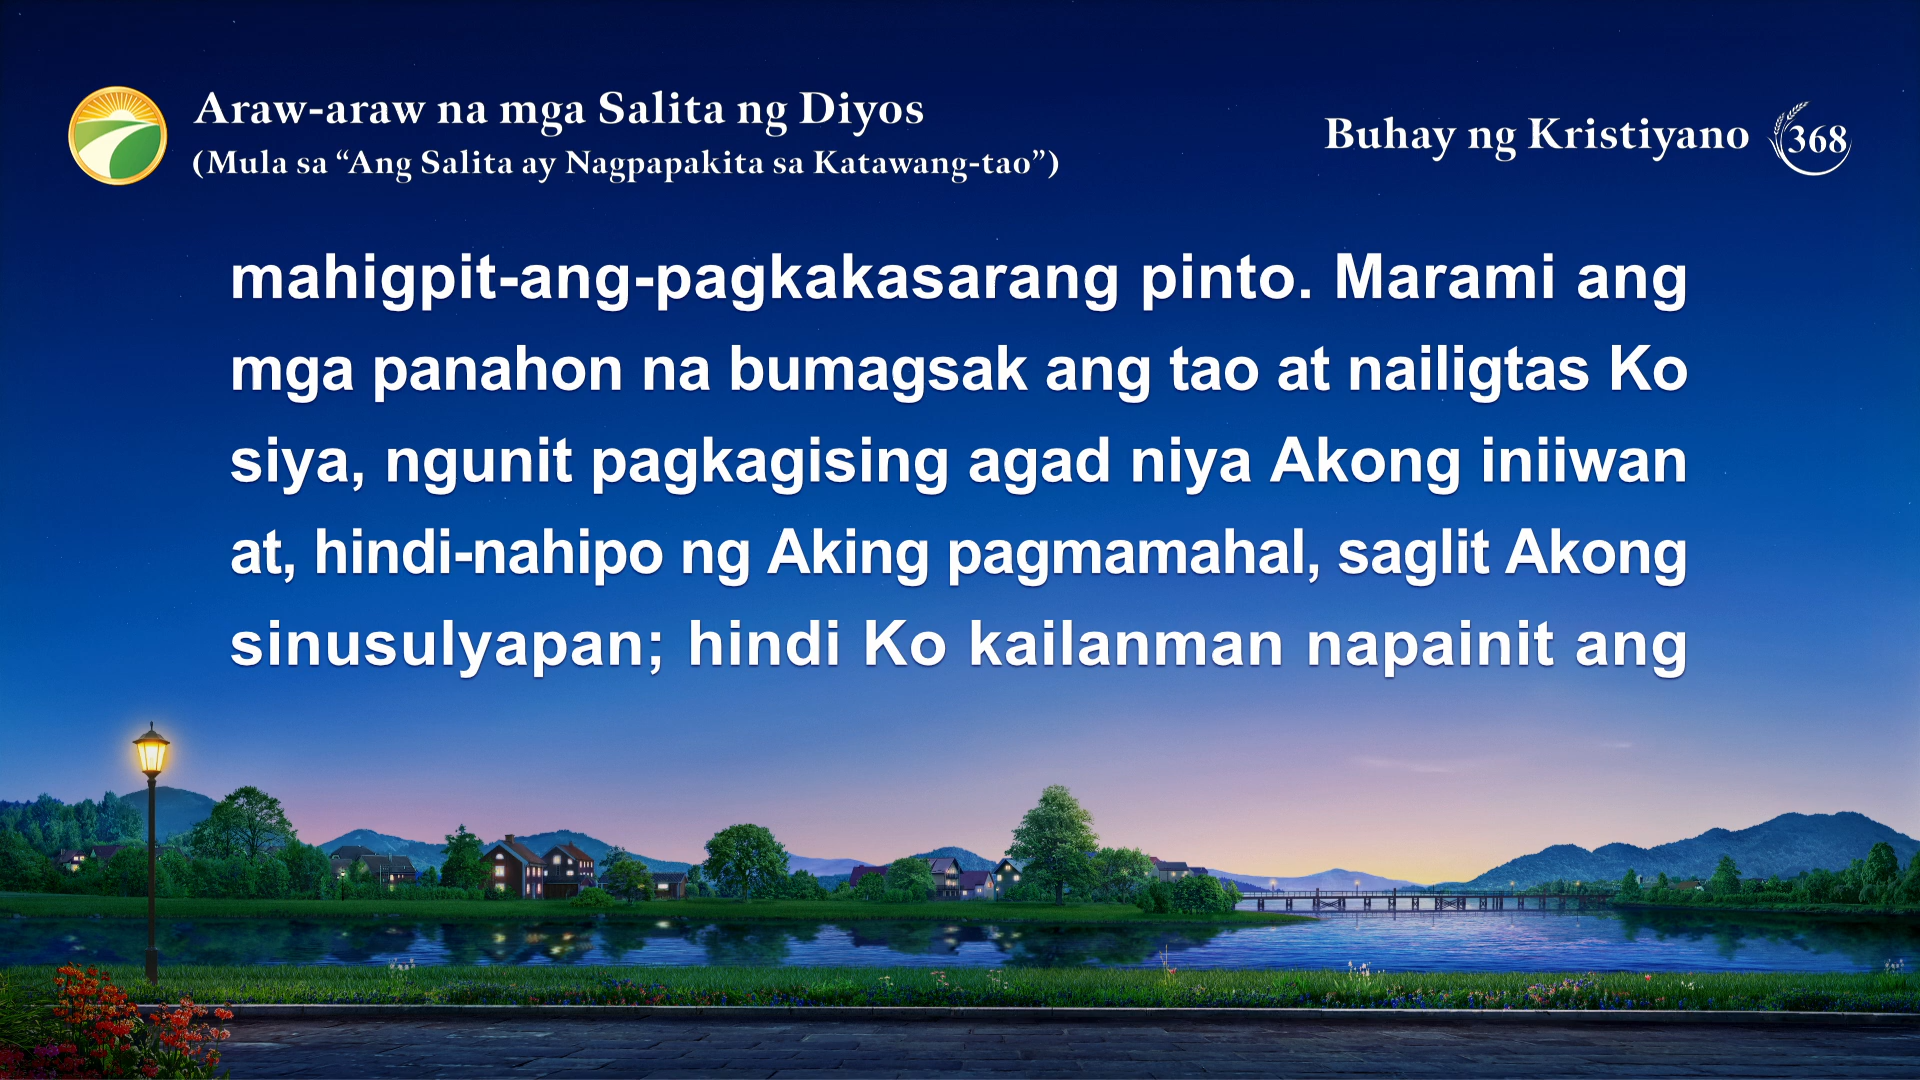 Araw-araw na mga Salita ng Diyos
(Mula sa “Ang Salita ay Nagpapakita sa Katawang-tao”)
Buhay ng Kristiyano 368
mahigpit-ang-pagkakasarang pinto. Marami ang
mga panahon na bumagsak ang tao at nailigtas Ko
siya, ngunit pagkagising agad niya Akong iniiwan
at, hindi-nahipo ng Aking pagmamahal, saglit Akong
sinusulyapan; hindi Ko kailanman napainit ang